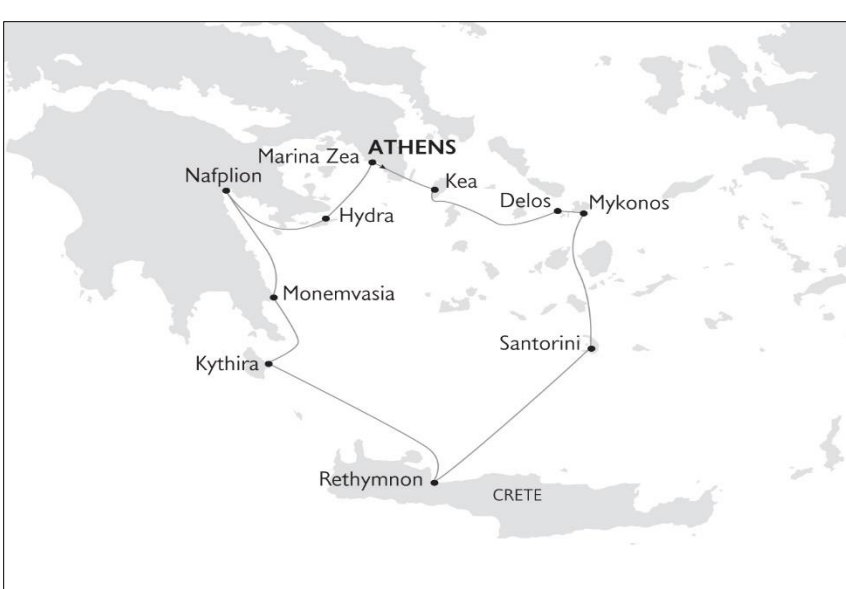 ATHENS
Marina Zea
Nafplion
Kea
Delos
Mykonos
Hydra
Monemvasia
Santorini
Kythira
Rethymnon
CRETE